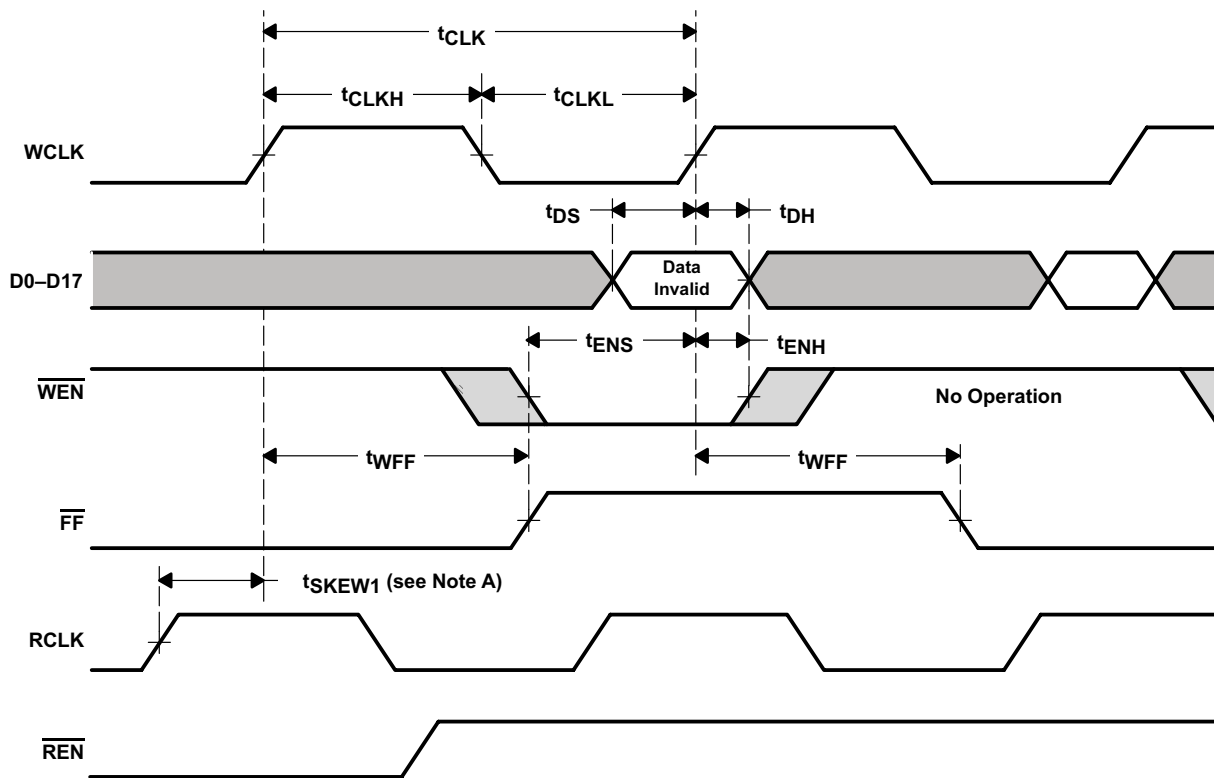 tCLK
tCLKH
tCLKL
WCLK
tDS
tDH
D0–D17
Data
Invalid
tENS
tENH
WEN
No Operation
tWFF
tWFF
FF
tSKEW1 (see Note A)
RCLK
REN